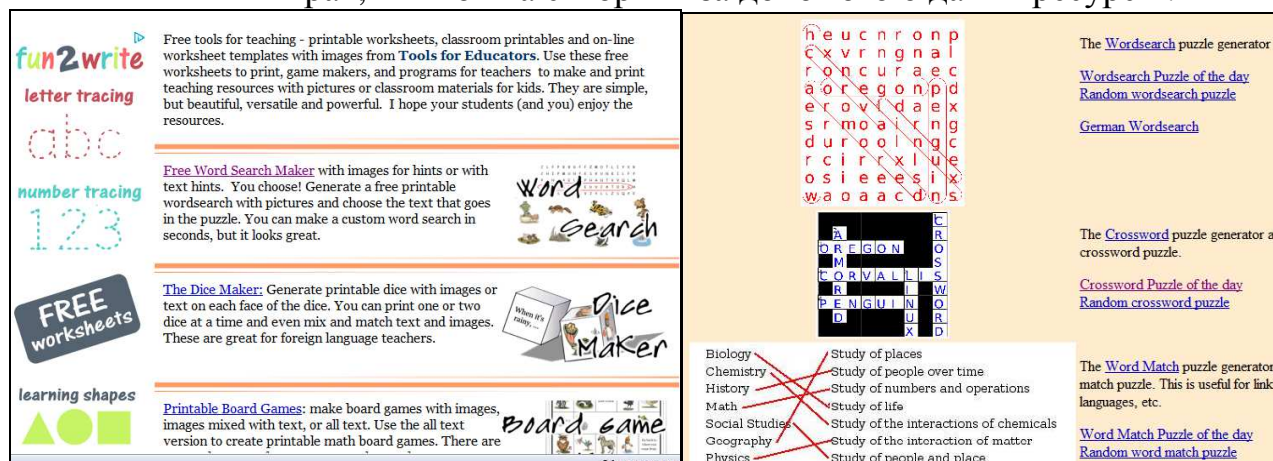 fun2write
letter tracing
abc
number tracing
123
FREE
worksheets
learning shapes
Free tools for teaching - printable worksheets, classroom printables and on-line
worksheet templates with images from Tools for Educators. Use these free
worksheets to print, game makers, and programs for teachers to make and print
teaching resources with pictures or classroom materials for kids. They are simple,
but beautiful, versatile and powerful. I hope your students (and you) enjoy the
resources.
Free Word Search Maker with images for hints or with
text hints. You choose! Generate a free printable
wordsearch with pictures and choose the text that goes
in the puzzle. You can make a custom word search in
seconds, but it looks great.
Word
Search
The Dice Maker: Generate printable dice with images or
text on each face of the dice. You can print one or two
dice at a time and even mix and match text and images.
These are great for foreign language teachers.
When it's
rainy, ...
Dice
Maker
Printable Board Games: make board games with images,
images mixed with text, or all text. Use the all text
version to create printable math board games. There are
Board game
h e u c n r o n p
c x v r n g n a l
r o n c u r a e c
a o r e g o n p d
e r o v i d a e x
s r m o a i r n g
d u r o o l n g c
r c i r r x l u e
o s i e e e s i x
w a o a a c d n s
The Wordsearch puzzle generator
Wordsearch Puzzle of the day
Random wordsearch puzzle
German Wordsearch
OREGON
CORVALLIS
PENGUIN
CROSSWORD
The Crossword puzzle generator a
crossword puzzle.
Crossword Puzzle of the day
Random crossword puzzle
Biology Study of places
Chemistry Study of people over time
History Study of numbers and operations
Math Study of life
Social Studies Study of the interactions of chemicals
Geography Study of the interaction of matter
Physics Study of people and place
The Word Match puzzle generator
match puzzle. This is useful for link
languages, etc.
Word Match Puzzle of the day
Random word match puzzle